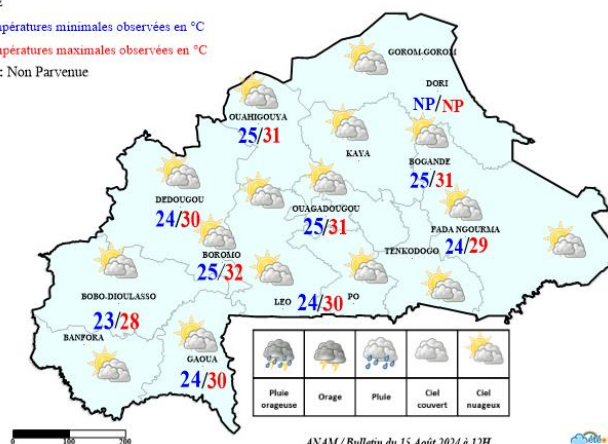 températures minimales observées en °C
températures maximales observées en °C
: Non Parvenue
GOROM-GOROM
DORI
NP/NP
OUAHIGOUYA
25/31
KAYA
BOGANDE
25/31
DEDOUGOU
24/30
OUAGADOUGOU
25/31
FADA NGOURMA
24/29
BOROMO
25/32
TENKODOGO
BOBO-DIOULASSO
23/28
LEO 24/30 PO
BANFORA
GAOUA
24/30
Pluie orageuse
Orage
Pluie
Ciel couvert
Ciel nuageux
0 100 200
ANAM / Bulletin du 15 Août 2024 à 12H